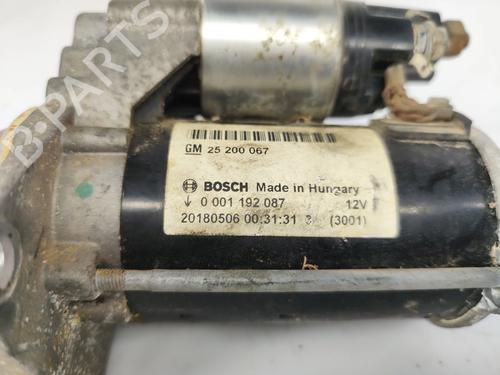 B-PARTS
GM 25 200 067
BOSCH Made in Hungary
0 001 192 087 12V
20180506 00:31:31 (3001)